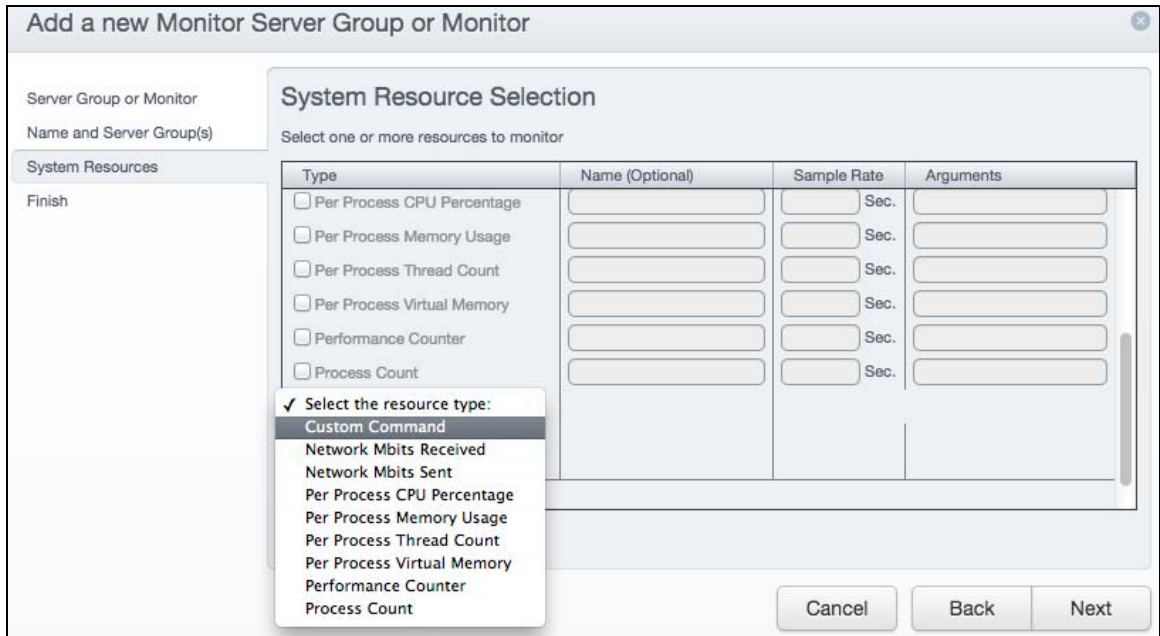 Add a new Monitor Server Group or Monitor
Server Group or Monitor
Name and Server Group(s)
System Resources
Finish
System Resource Selection
Select one or more resources to monitor
Type Name (Optional) Sample Rate Arguments
Per Process CPU Percentage Sec.
Per Process Memory Usage Sec.
Per Process Thread Count Sec.
Per Process Virtual Memory Sec.
Performance Counter Sec.
Process Count Sec.
✓ Select the resource type:
Custom Command
Network Mbits Received
Network Mbits Sent
Per Process CPU Percentage
Per Process Memory Usage
Per Process Thread Count
Per Process Virtual Memory
Performance Counter
Process Count
Cancel Back Next